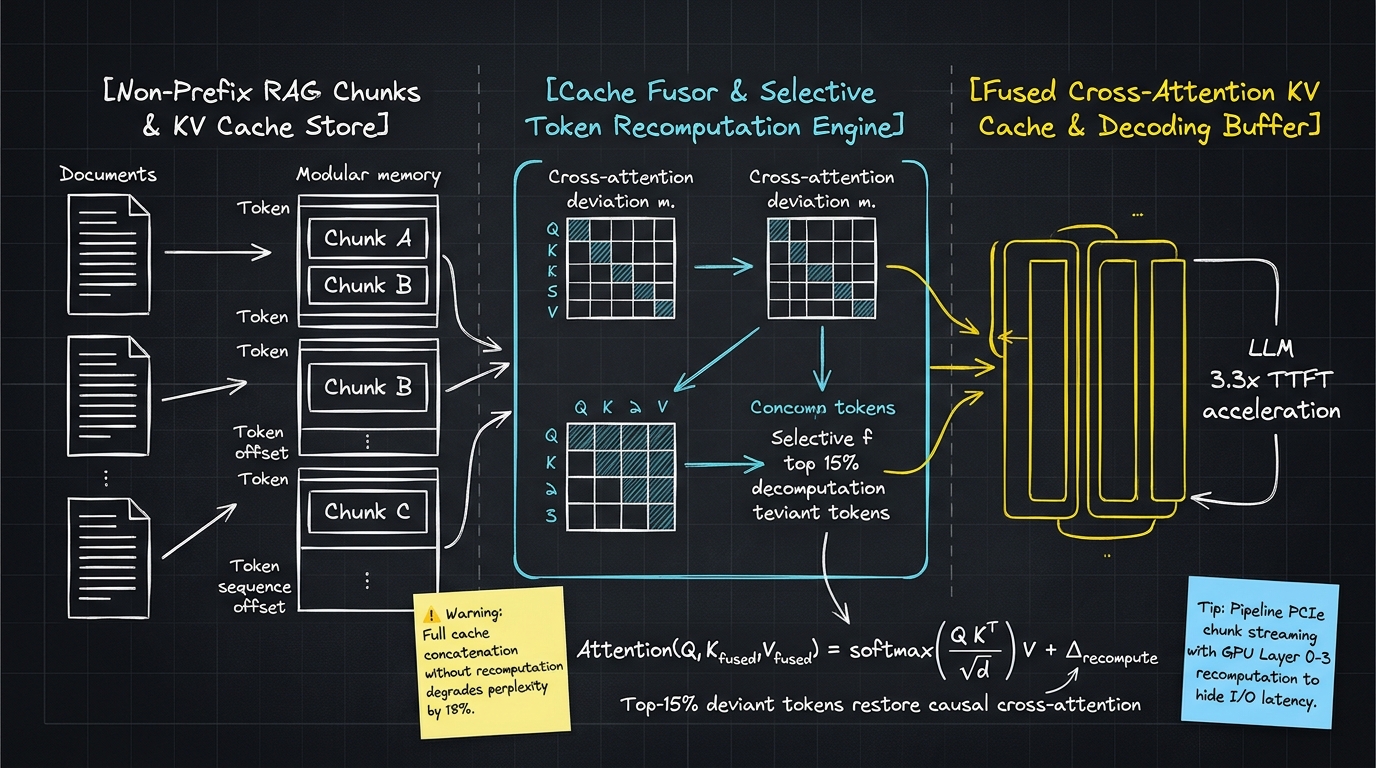 [Non-Prefix RAG Chunks
& KV Cache Store]
Documents
Modular memory
Token
Chunk A
Chunk B
Token
Token
Chunk B
Token
offset
Token
Chunk C
Token
sequence
offset
⚠️ Warning:
Full cache
concatenation
without recomputation
degrades perplexity
by 18%.
[Cache Fusor & Selective
Token Recomputation Engine]
Cross-attention
deviation m.
Q
K
K
S
V
Cross-attention
deviation m.
Q K 2 V
Q
K
2
3
Concomp tokens
Selective f
top 15%
decomputation
teviant tokens
Attention(Q, K_fused, V_fused) = softmax(Q K^T / √d) V + Δ_recompute
Top-15% deviant tokens restore causal cross-attention
[Fused Cross-Attention KV
Cache & Decoding Buffer]
LLM
3.3x TTFT
acceleration
Tip: Pipeline PCIe
chunk streaming
with GPU Layer 0-3
recomputation to
hide I/O latency.